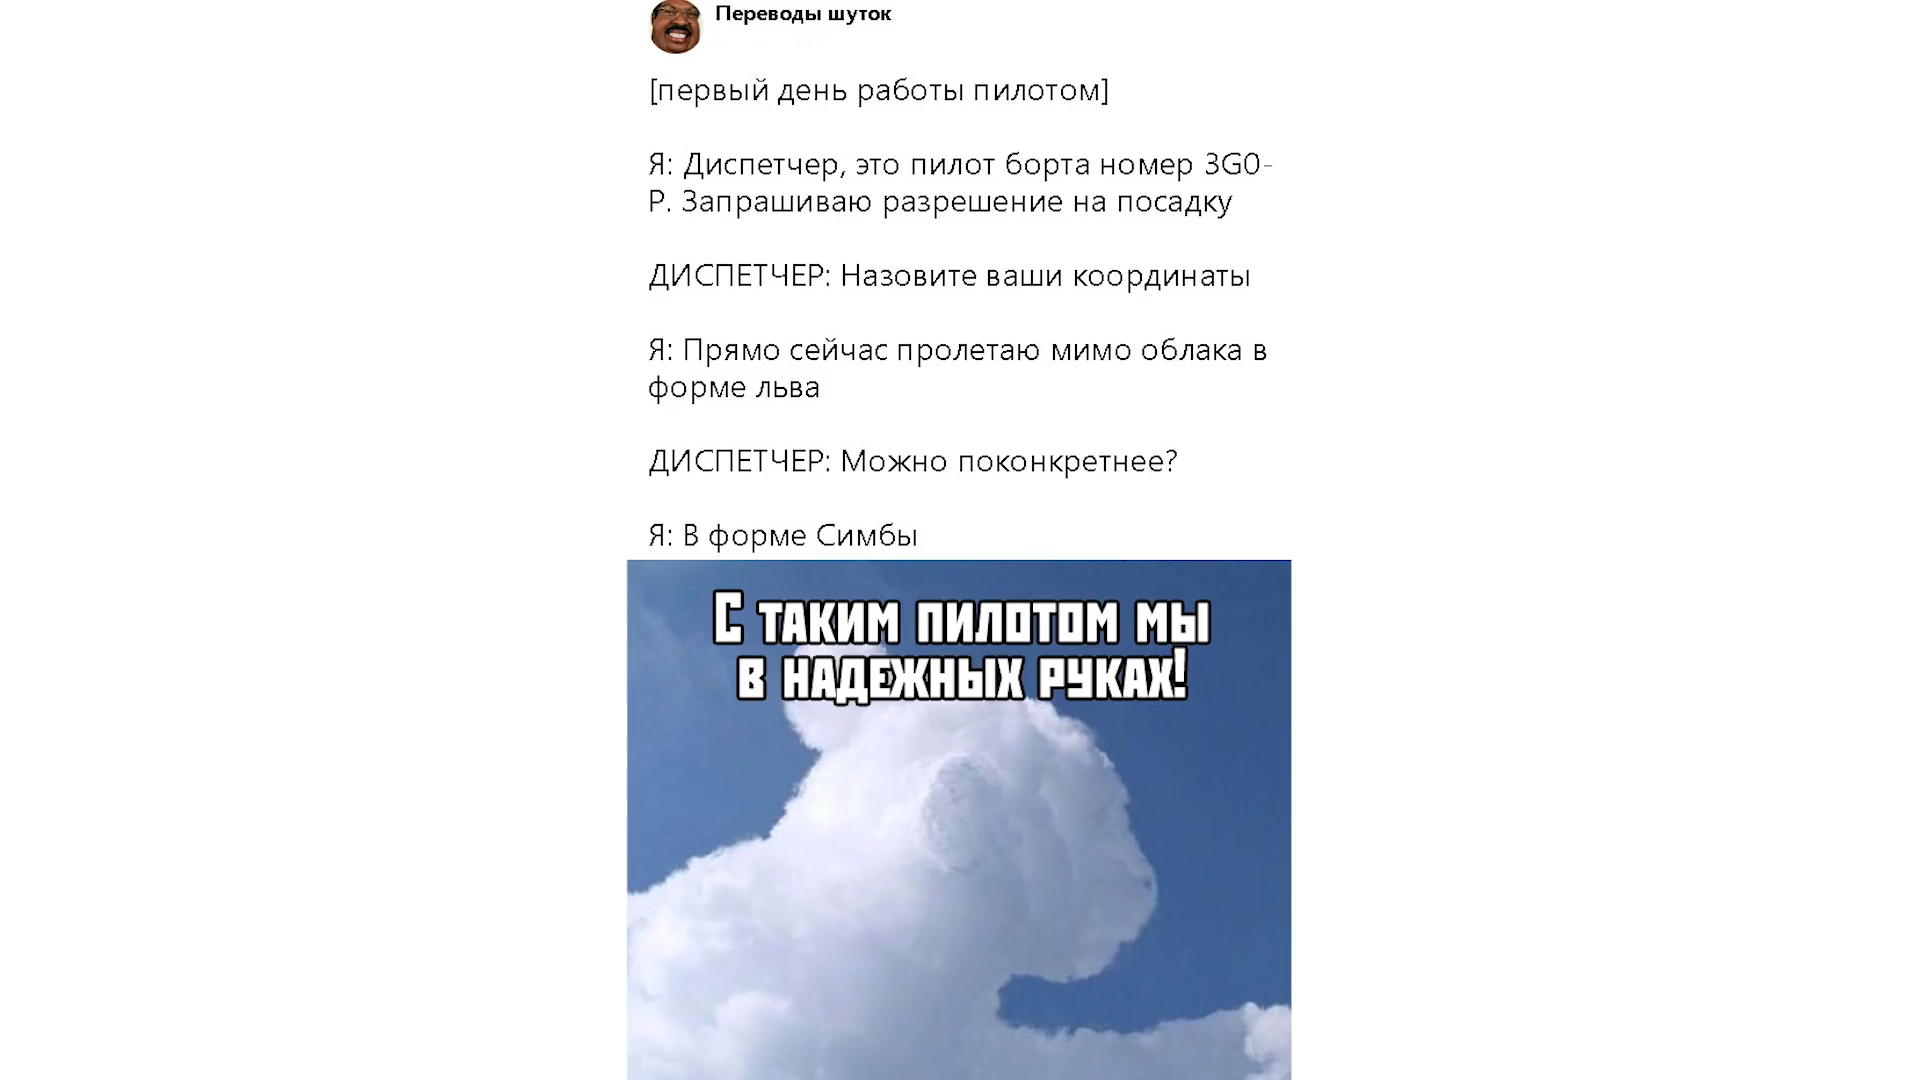 Переводы шуток
[первый день работы пилотом]
Я: Диспетчер, это пилот борта номер 3G0-
P. Запрашиваю разрешение на посадку
ДИСПЕТЧЕР: Назовите ваши координаты
Я: Прямо сейчас пролетаю мимо облака в
форме льва
ДИСПЕТЧЕР: Можно поконкретнее?
Я: В форме Симбы
С таким пилотом мы
в надежных руках!